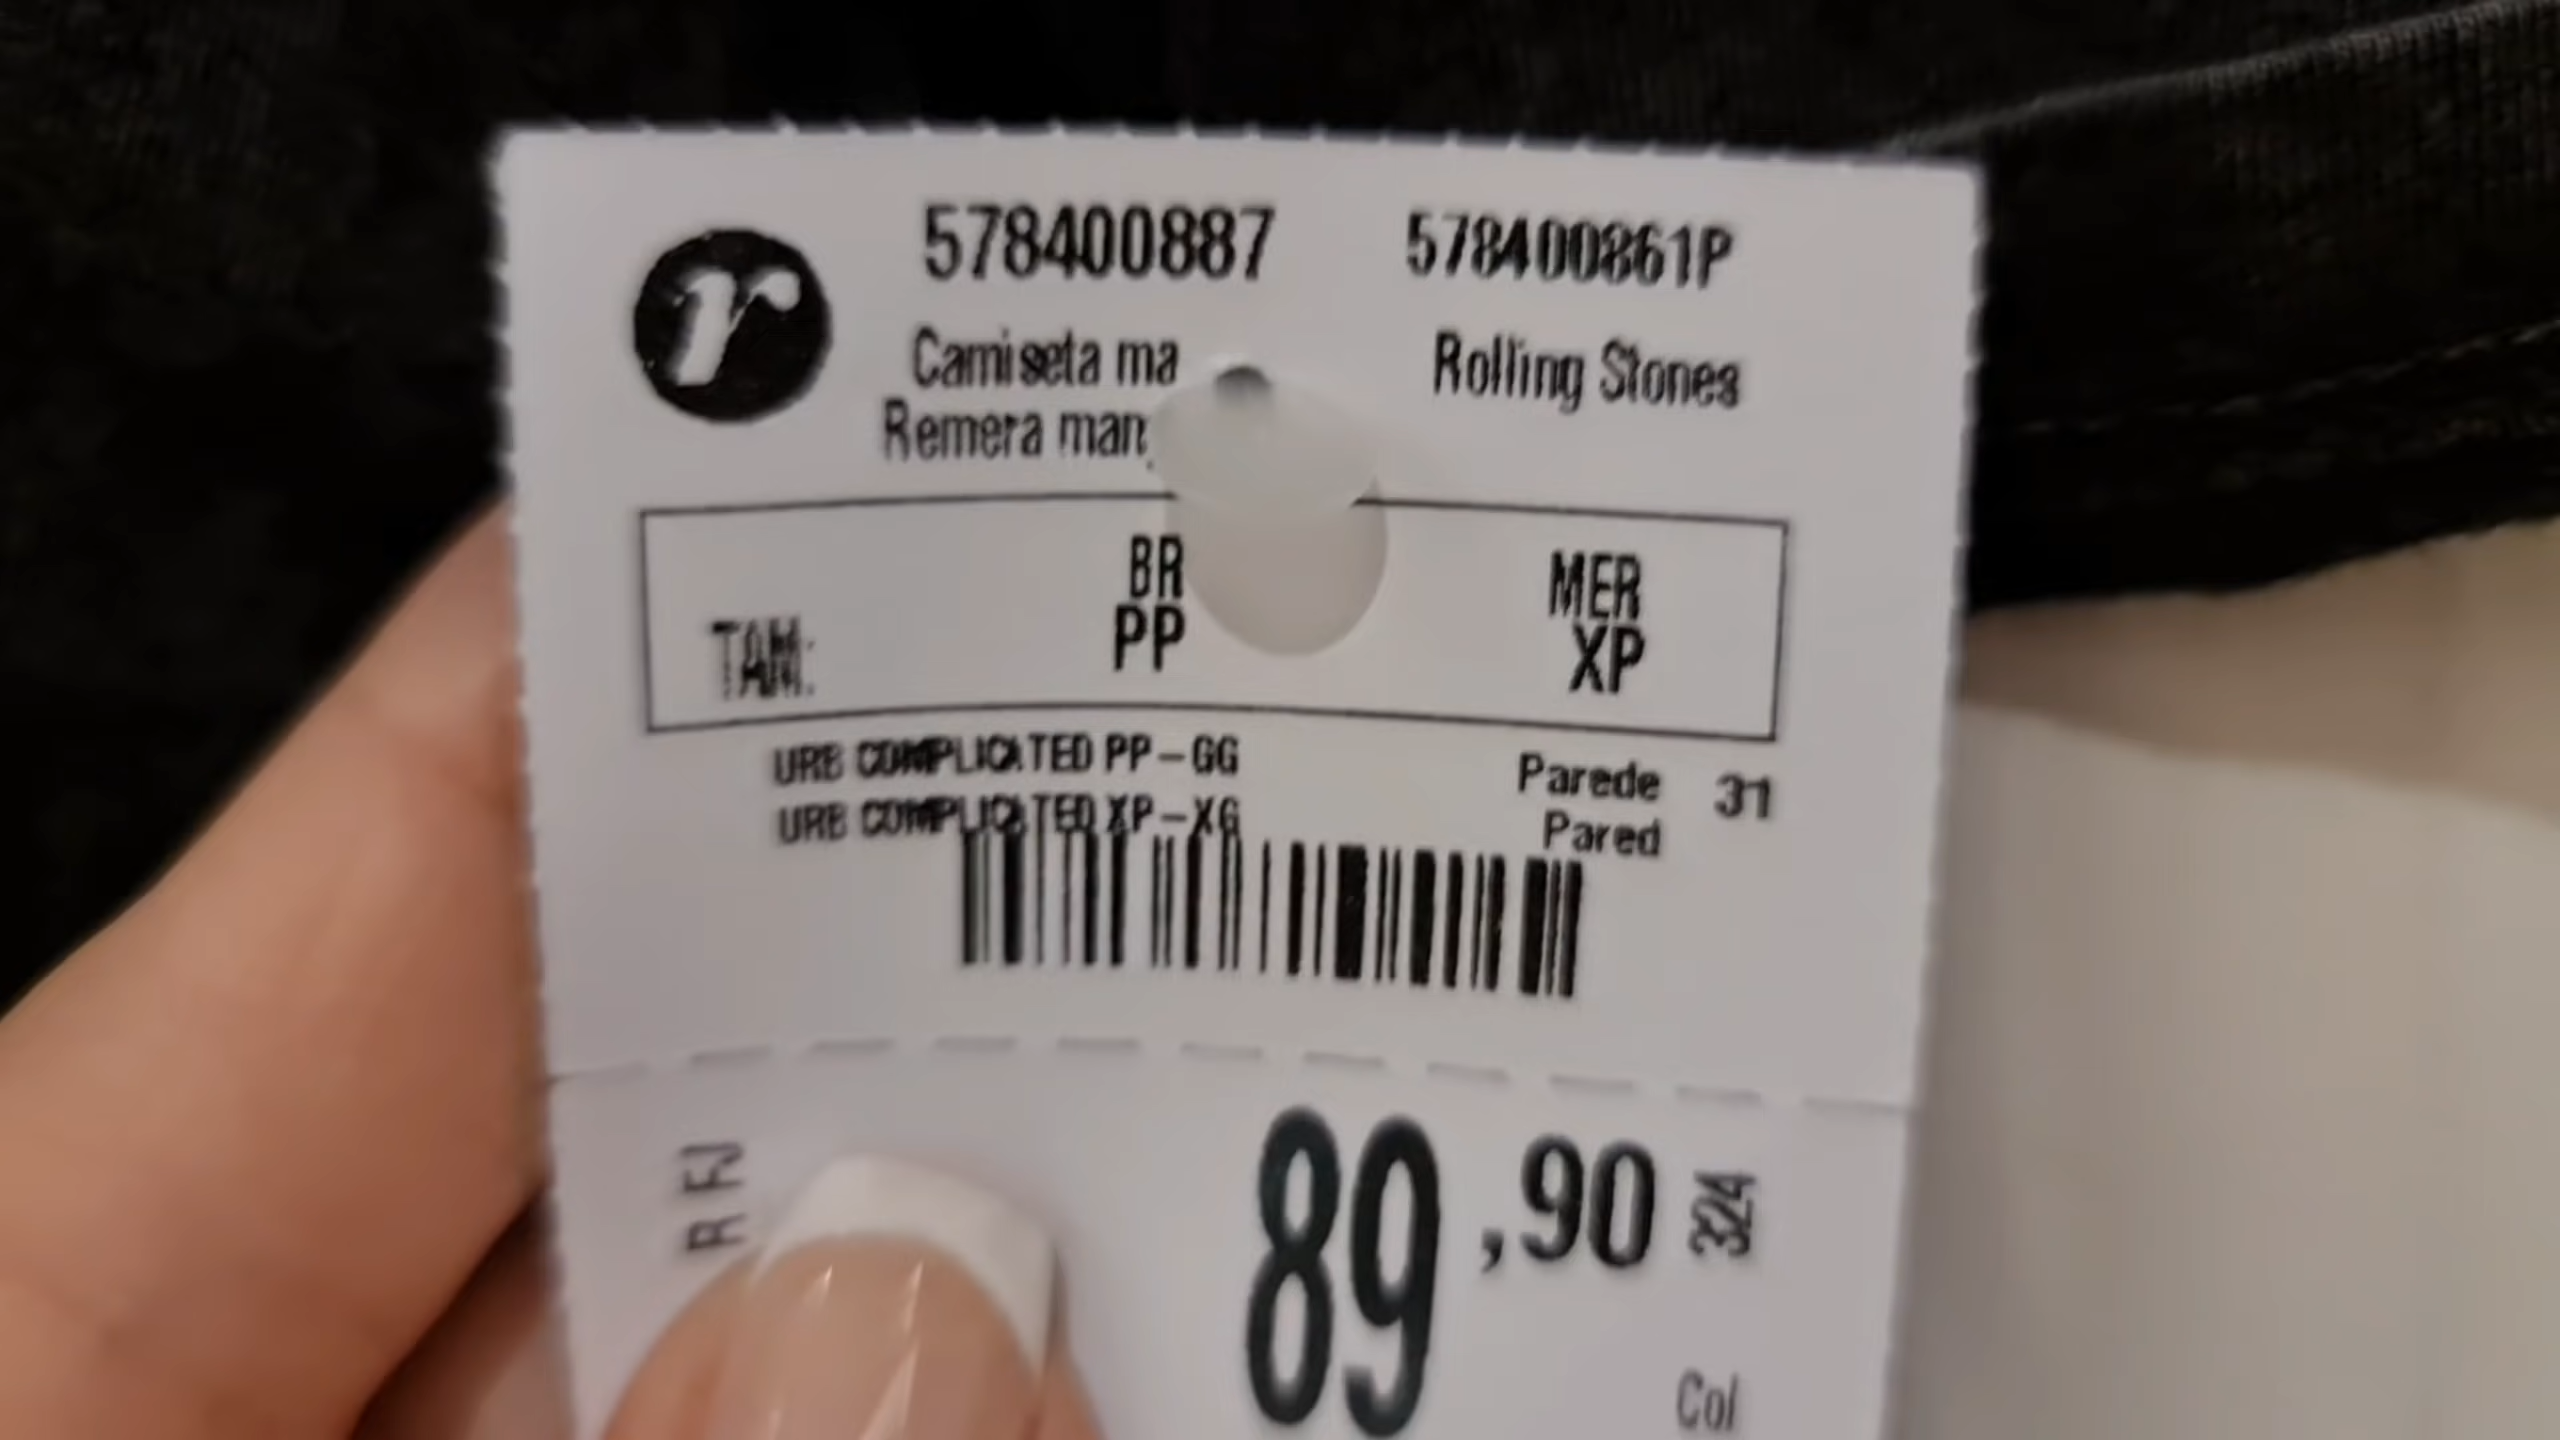 r
578400887 578400861P
Camiseta ma Rolling Stones
Remera man
BR MER
TAM: PP XP
URB COMPLICATED PP-GG Parede 31
URB COMPLICATED XP-XG Pared
89,90 324
Col